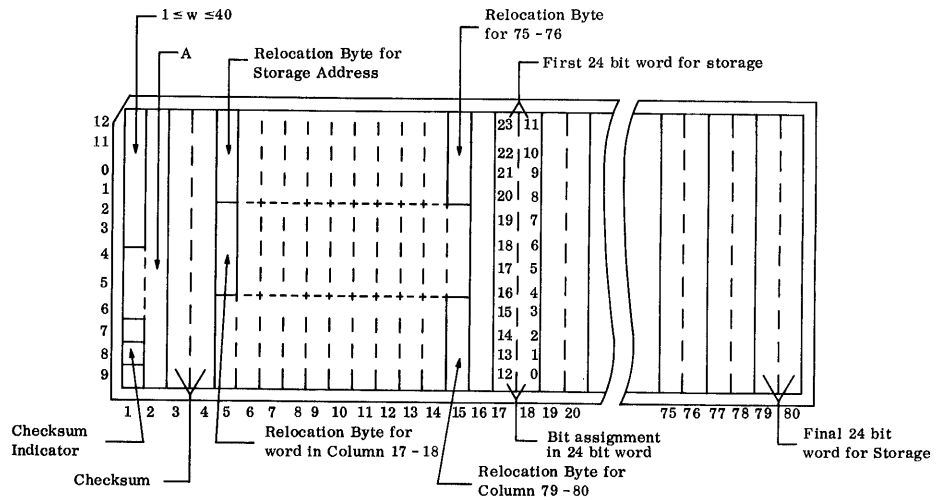 1 ≤ w ≤40
A
Relocation Byte for
Storage Address
Relocation Byte
for 75 -76
First 24 bit word for storage
12
11
0
1
2
3
4
5
6
7
8
9
23 11
22 10
21 9
20 8
19 7
18 6
17 5
16 4
15 3
14 2
13 1
12 0
1 2 3 4 5 6 7 8 9 10 11 12 13 14 15 16 17 18 19 20 75 76 77 78 79 80
Checksum
Indicator
Checksum
Relocation Byte for
word in Column 17 -18
Relocation Byte for
Column 79 -80
Bit assignment
in 24 bit word
Final 24 bit
word for Storage